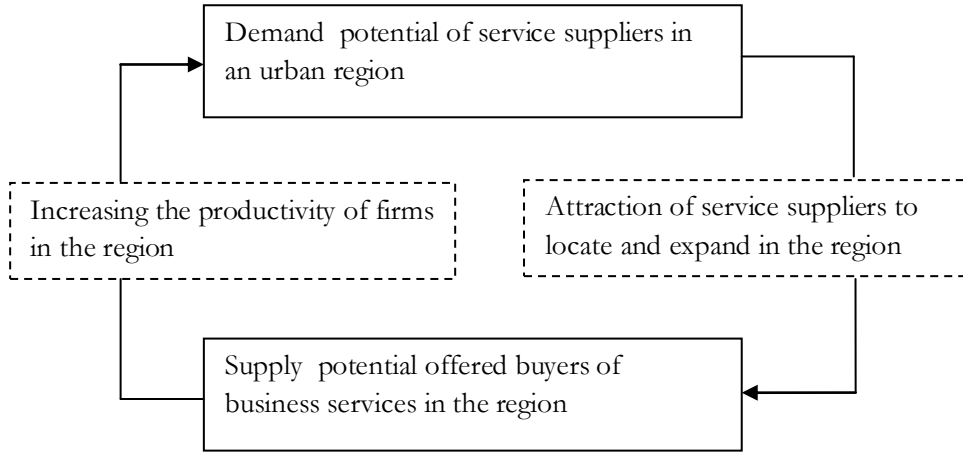 Demand potential of service suppliers in
an urban region
Increasing the productivity of firms
in the region
Attraction of service suppliers to
locate and expand in the region
Supply potential offered buyers of
business services in the region